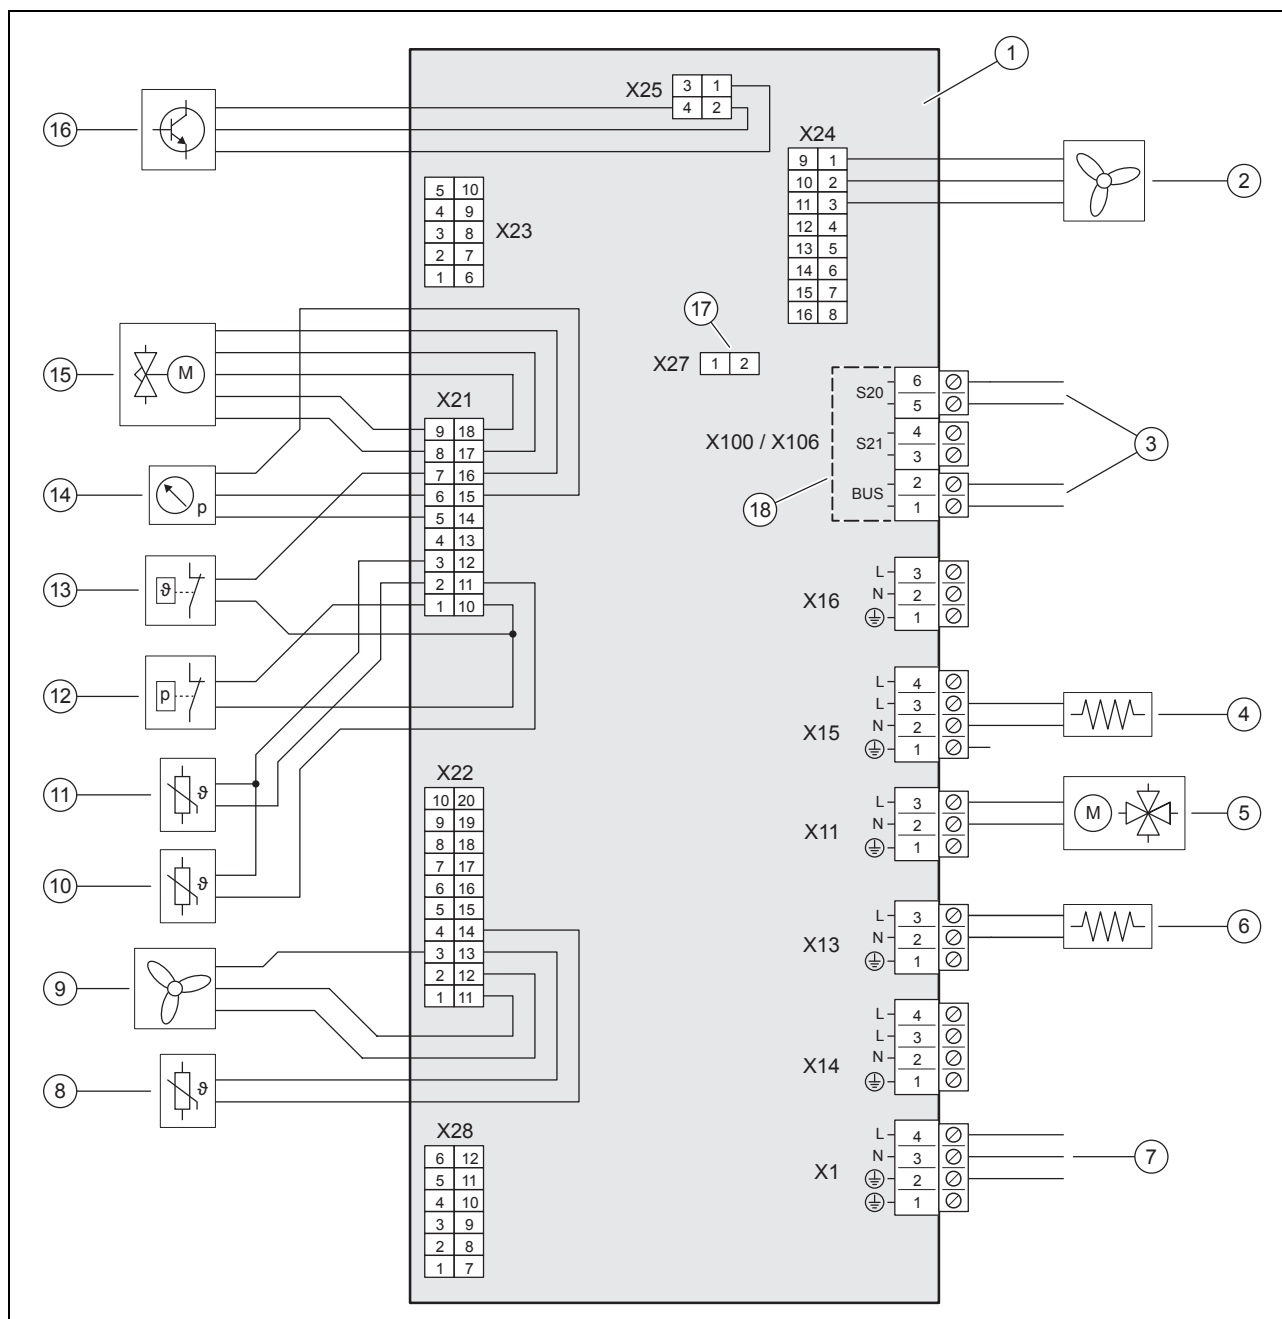 1
16
X25
3 1
4 2
X24
9 1
10 2
11 3
12 4
13 5
14 6
15 7
16 8
2
5 10
4 9
3 8
2 7
1 6
X23
17
X27
1 2
15
M
X21
9 18
8 17
7 16
6 15
5 14
4 13
3 12
2 11
1 10
X100 / X106
S20
6
5
S21
4
3
BUS
2
1
3
18
14
p
13
ϑ
X16
L 3
N 2
1
12
p
X15
L 4
L 3
N 2
1
4
11
ϑ
X22
10 20
9 19
8 18
7 17
6 16
5 15
4 14
3 13
2 12
1 11
X11
L 3
N 2
1
M
5
10
ϑ
X13
L 3
N 2
1
6
9
X14
L 4
L 3
N 2
1
8
ϑ
X28
6 12
5 11
4 10
3 9
2 8
1 7
X1
L 4
N 3
2
1
7